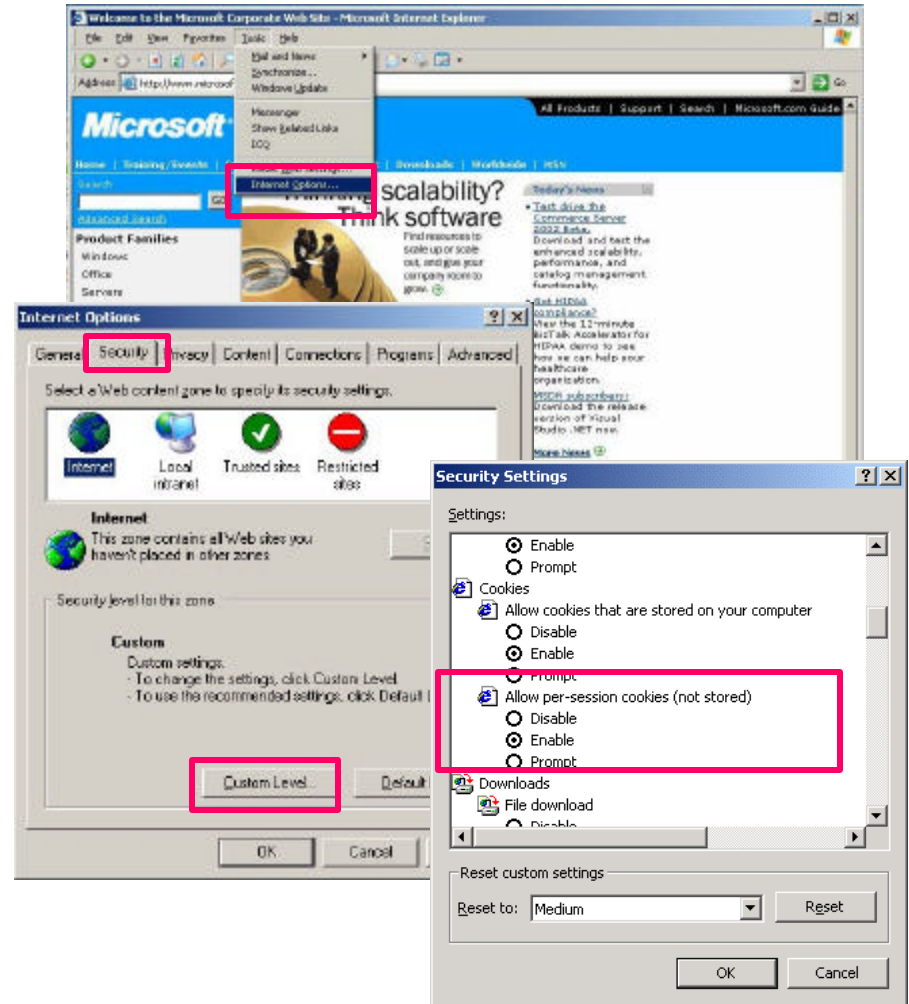 Welcome to the Microsoft Corporate Web Site - Microsoft Internet Explorer
File Edit View Favorites Tools Help
Mail and News
Synchronize...
Windows Update
Messenger
Show Related Links
ICQ
Internet Options...
Address http://www.microsof
Go
All Products | Support | Search | Microsoft.com Guide
Microsoft
Home | Training/Events |
| Downloads | Worldwide | MSN
Search
GO
Advanced Search
Product Families
Windows
Office
Servers
scalability?
Think software
Find resources to
scale up or scale
out, and give your
company room to
grow.
Today's News
Test drive the
Commerce Server
2002 Beta.
Download and test the
enhanced scalability,
performance, and
catalog management
functionality.
Get HIPAA
compliance?
View the 12-minute
BizTalk Accelerator for
HIPAA demo to see
how we can help your
healthcare
organization.
MSDN subscribers:
Download the release
version of Visual
Studio .NET now.
More News
Internet Options
General Security Privacy Content Connections Programs Advanced
Select a Web content zone to specify its security settings.
Internet
Local
intranet
Trusted sites
Restricted
sites
Internet
This zone contains all Web sites you
haven't placed in other zones
Security level for this zone
Custom
Custom settings.
- To change the settings, click Custom Level.
- To use the recommended settings, click Default
Custom Level...
Default
OK Cancel
Security Settings
Settings:
Enable
Prompt
Cookies
Allow cookies that are stored on your computer
Disable
Enable
Prompt
Allow per-session cookies (not stored)
Disable
Enable
Prompt
Downloads
File download
Disable
Reset custom settings
Reset to: Medium Reset
OK Cancel